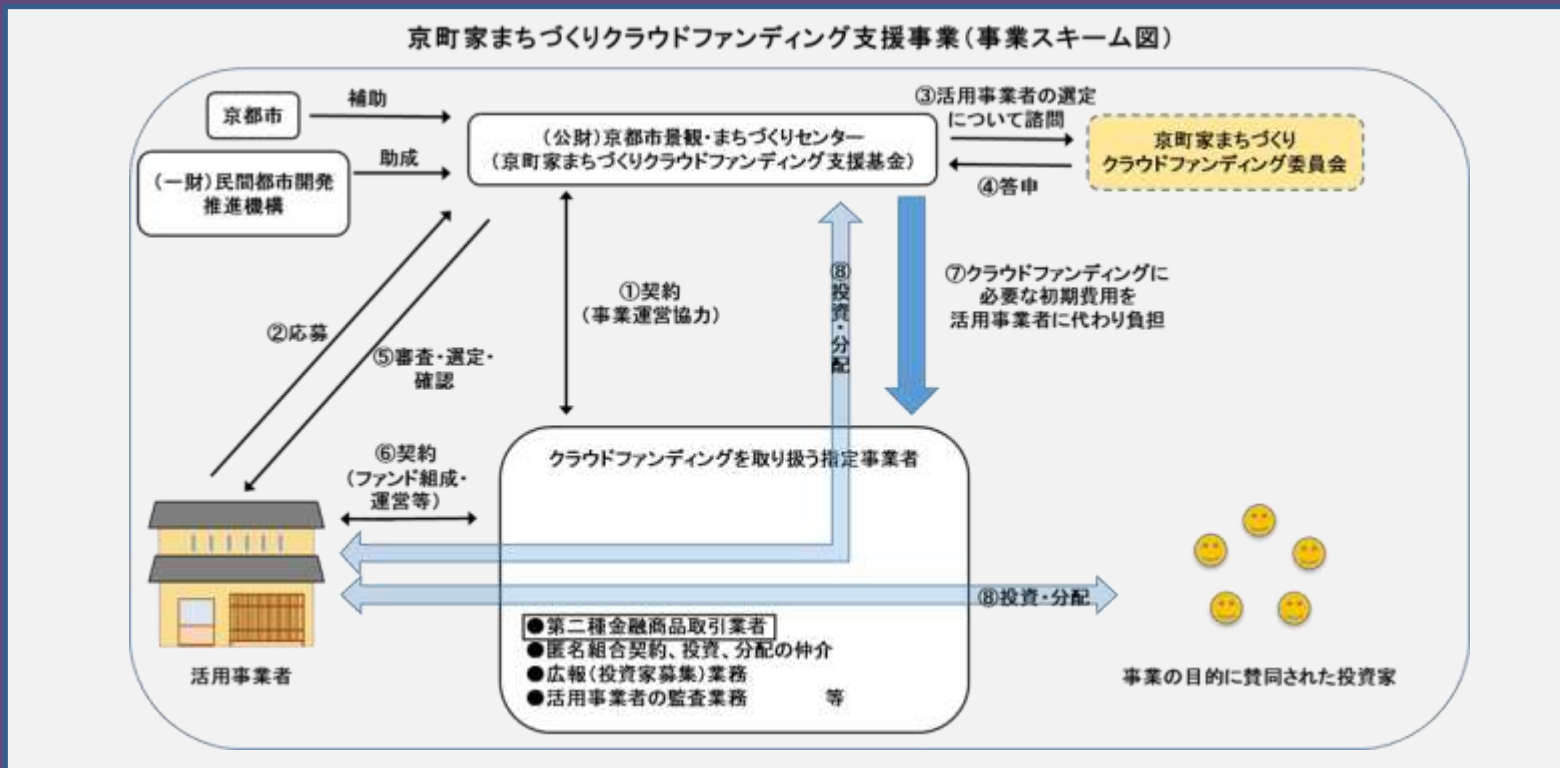 京町家まちづくりクラウドファンディング支援事業(事業スキーム図)
京都市
補助
(一財)民間都市開発
推進機構
助成
(公財)京都市景観・まちづくりセンター
(京町家まちづくりクラウドファンディング支援基金)
③活用事業者の選定
について諮問
④答申
京町家まちづくり
クラウドファンディング委員会
②応募
⑤審査・選定・
確認
①契約
(事業運営協力)
⑧投資・分配
⑦クラウドファンディングに
必要な初期費用を
活用事業者に代わり負担
⑥契約
(ファンド組成・
運営等)
クラウドファンディングを取り扱う指定事業者
⑧投資・分配
●第二種金融商品取引業者
●匿名組合契約、投資、分配の仲介
●広報(投資家募集)業務
●活用事業者の監査業務 等
活用事業者
事業の目的に賛同された投資家